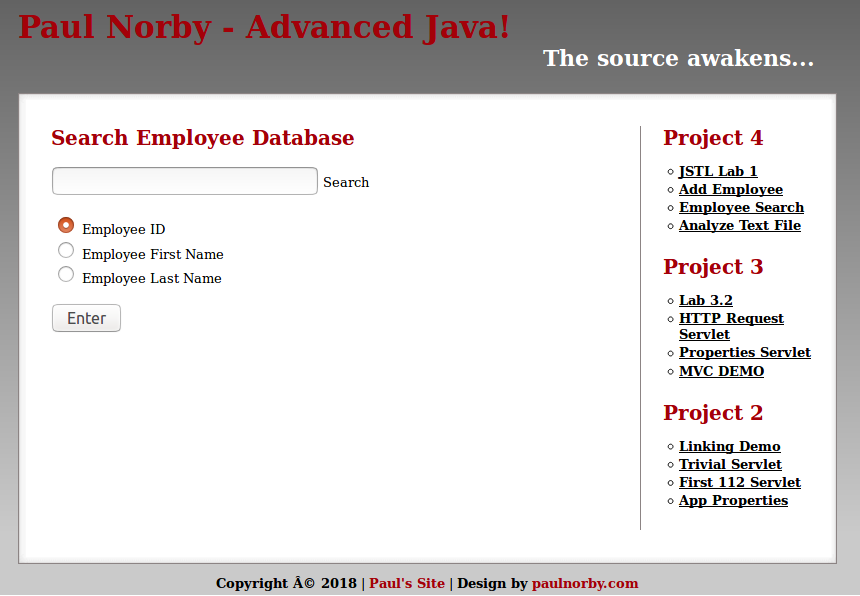 Paul Norby - Advanced Java!
The source awakens...
Search Employee Database
Search
Employee ID
Employee First Name
Employee Last Name
Enter
Project 4
JSTL Lab 1
Add Employee
Employee Search
Analyze Text File
Project 3
Lab 3.2
HTTP Request
Servlet
Properties Servlet
MVC DEMO
Project 2
Linking Demo
Trivial Servlet
First 112 Servlet
App Properties
Copyright Â© 2018 | Paul's Site | Design by paulnorby.com